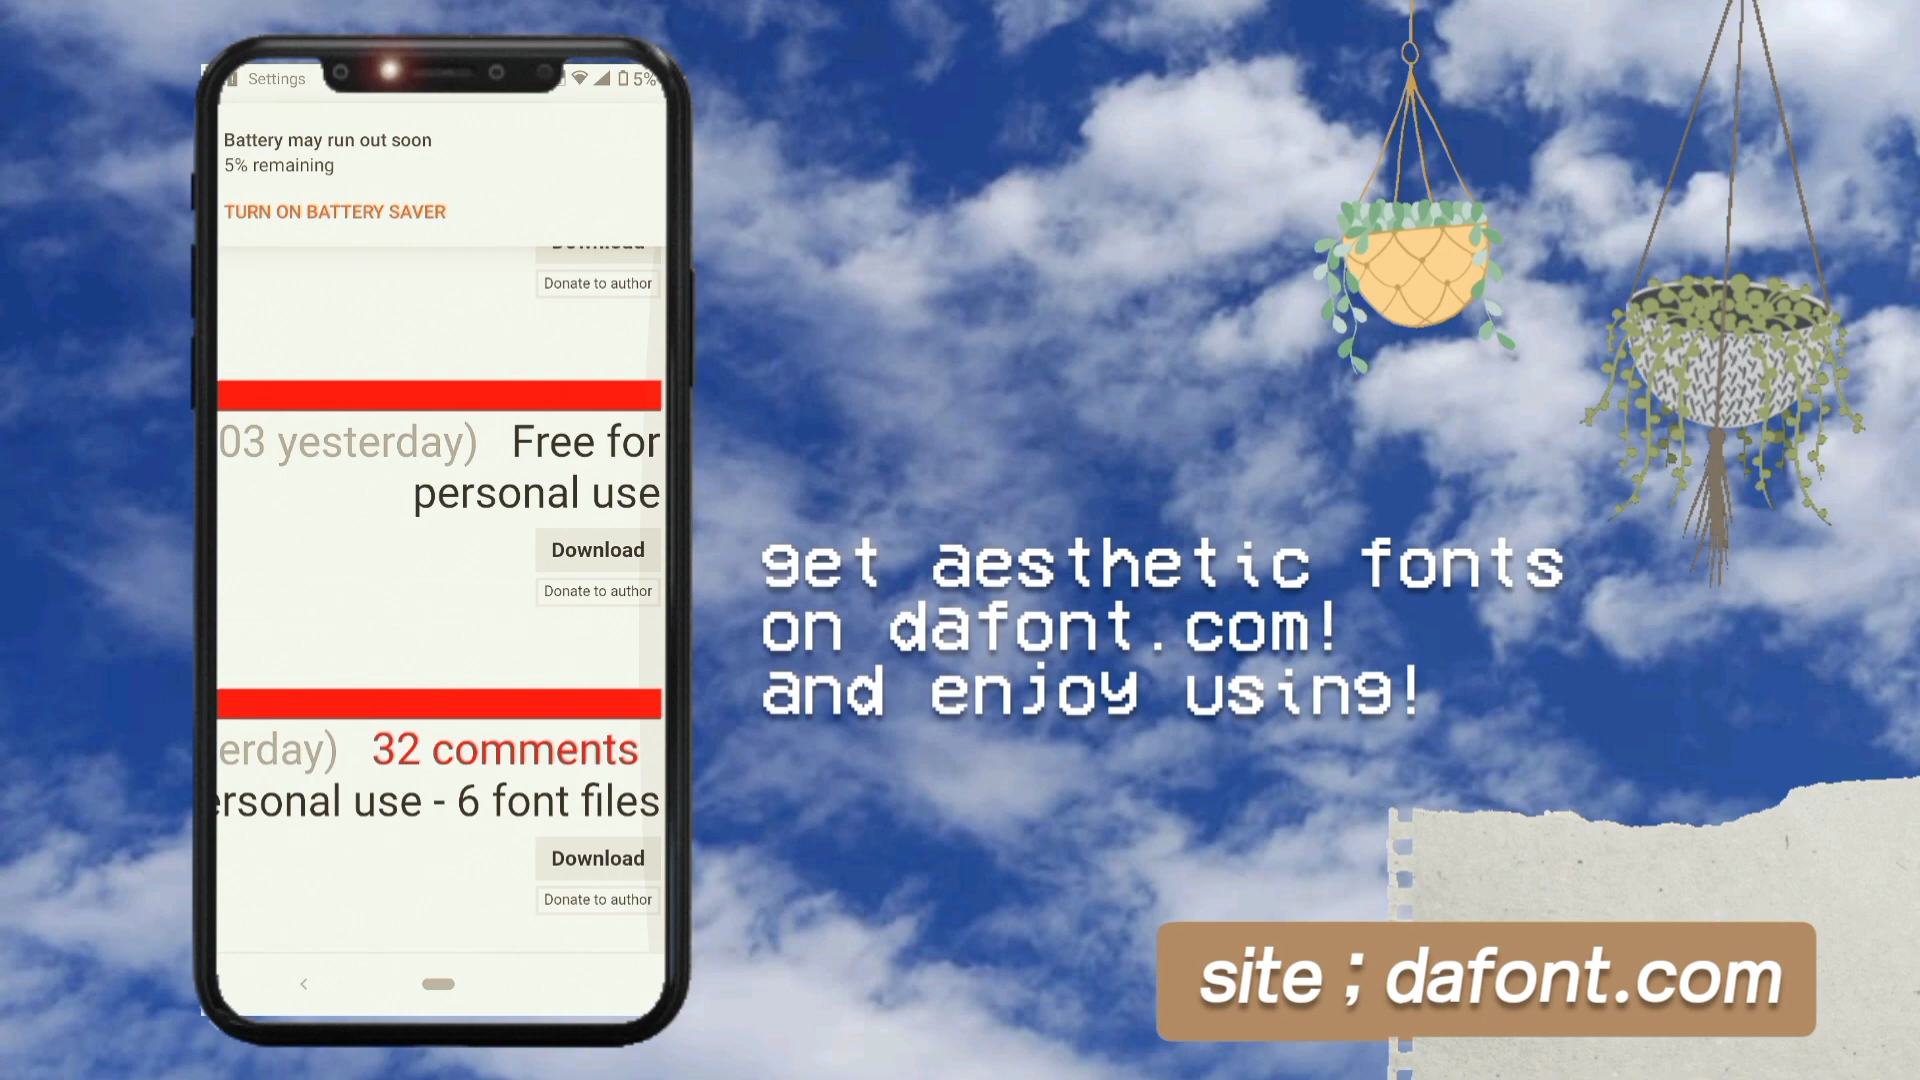 Settings
5%
Battery may run out soon
5% remaining
TURN ON BATTERY SAVER
Download
Donate to author
03 yesterday) Free for
personal use
Download
Donate to author
erday) 32 comments
ersonal use - 6 font files
Download
Donate to author
get aesthetic fonts
on dafont.com!
and enjoy using!
site ; dafont.com